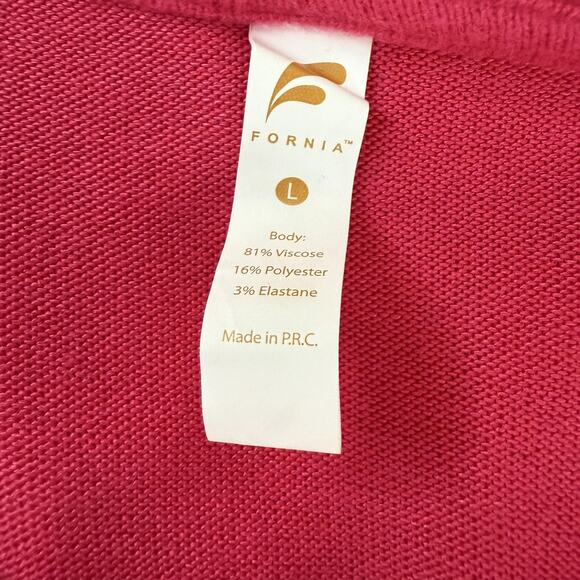 FORNIA™
L
Body:
81% Viscose
16% Polyester
3% Elastane
Made in P.R.C.